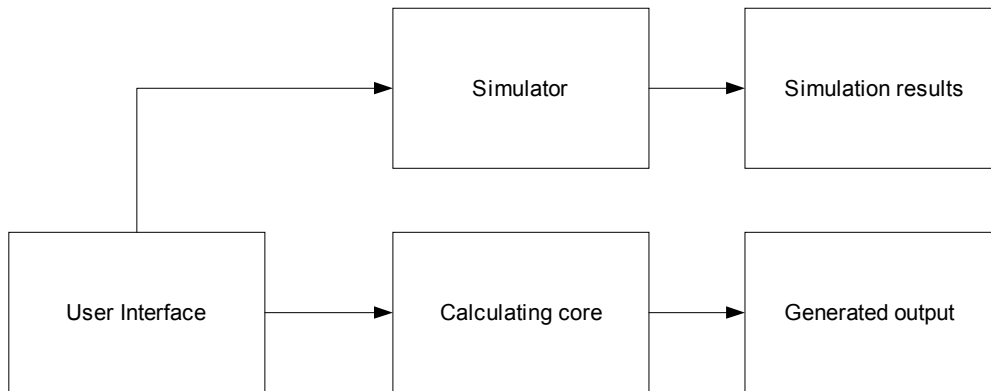 Simulator
Simulation results
User Interface
Calculating core
Generated output